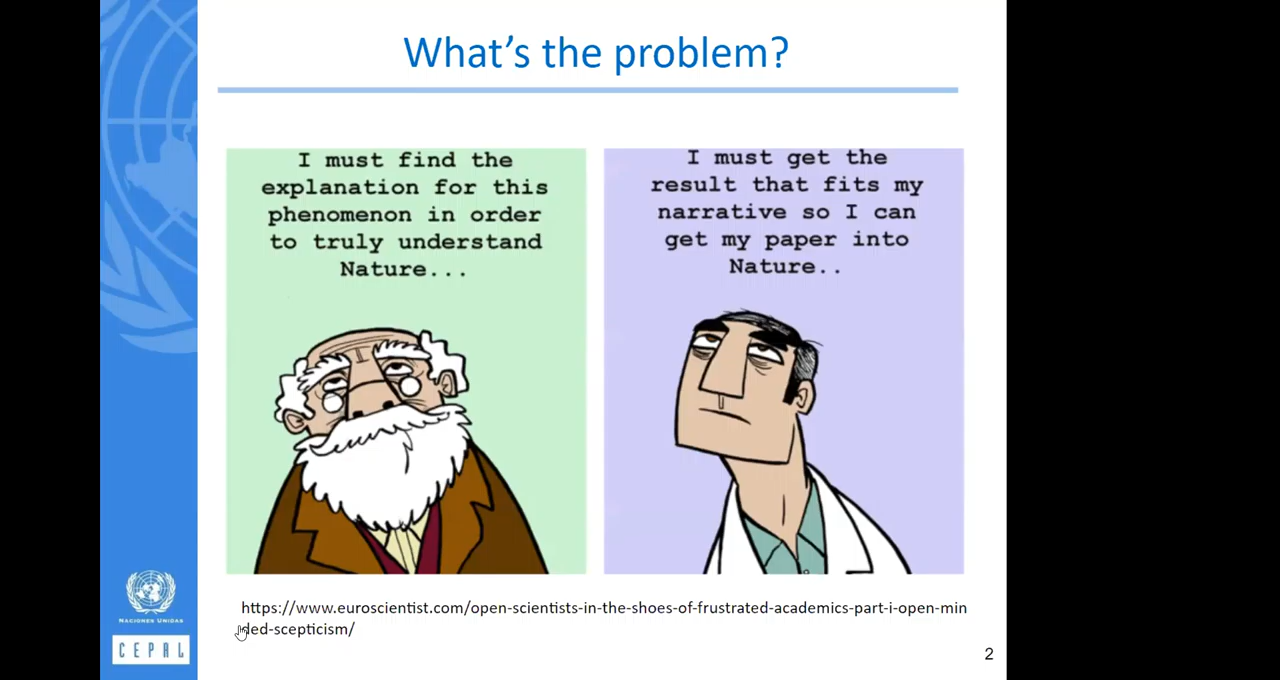 What's the problem?
I must find the
explanation for this
phenomenon in order
to truly understand
Nature...
I must get the
result that fits my
narrative so I can
get my paper into
Nature..
https://www.euroscientist.com/open-scientists-in-the-shoes-of-frustrated-academics-part-i-open-min
ded-scepticism/
NACIONES UNIDAS
CEPAL
2